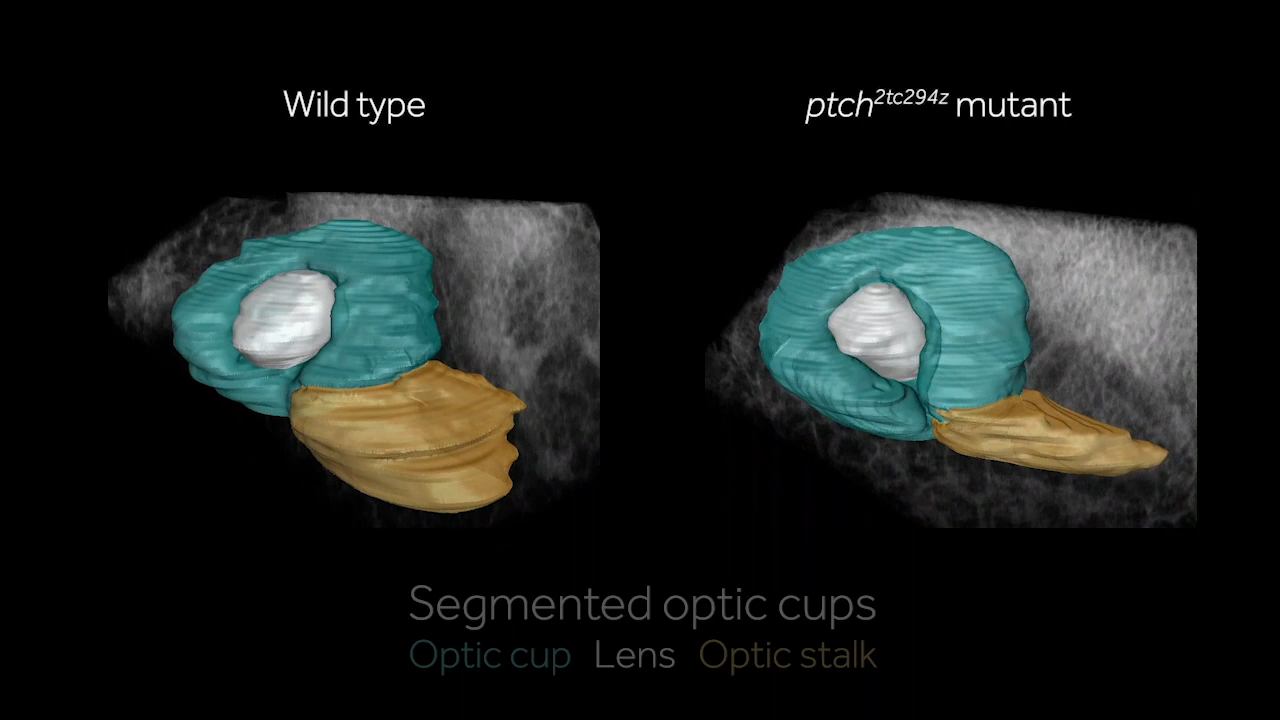 Wild type
ptch2tc294z mutant
Segmented optic cups
Optic cup Lens Optic stalk